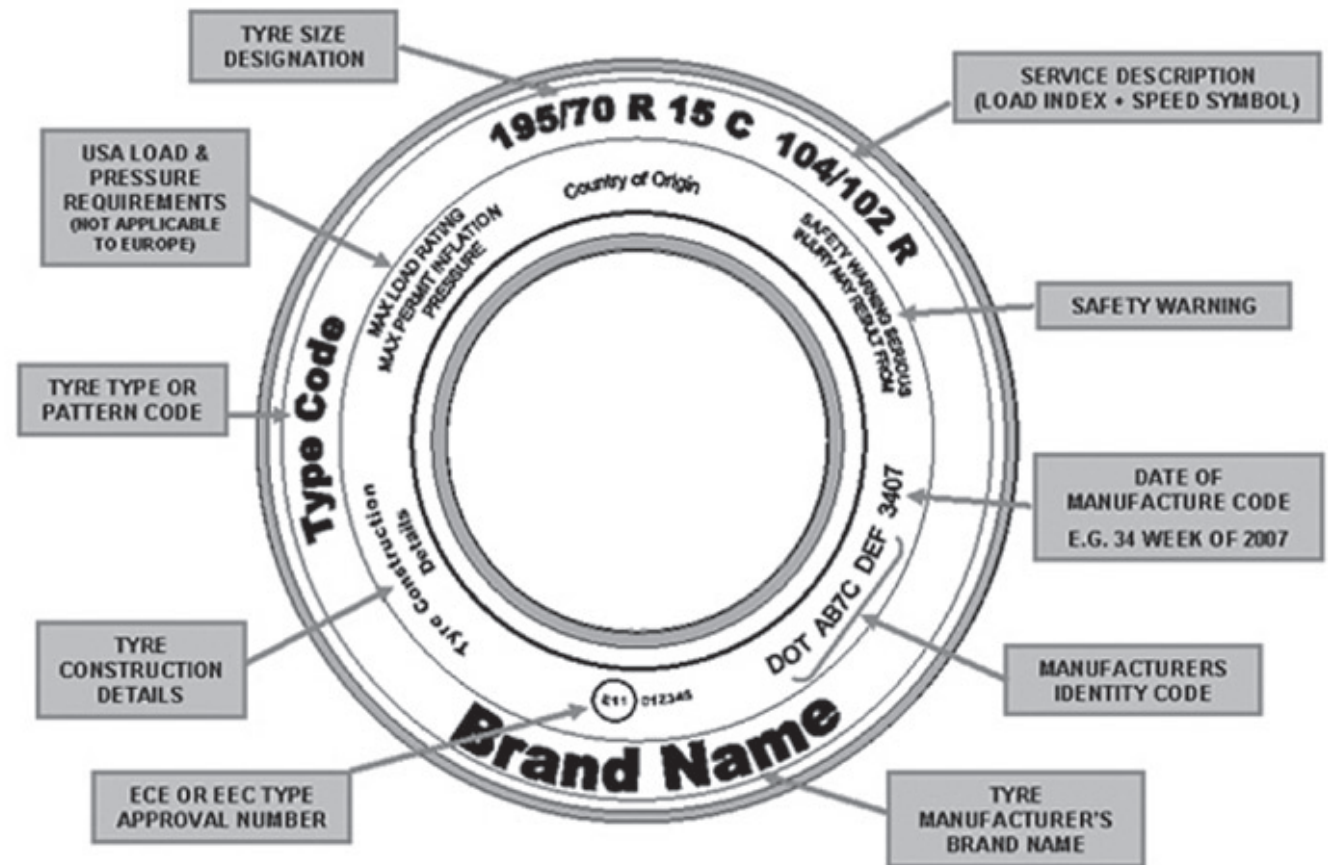 TYRE SIZE
DESIGNATION
SERVICE DESCRIPTION
(LOAD INDEX + SPEED SYMBOL)
195/70 R 15 C 104/102 R
USA LOAD &
PRESSURE
REQUIREMENTS
(NOT APPLICABLE
TO EUROPE)
Country of Origin
MAX LOAD RATING
MAX PERMIT INFLATION
PRESSURE
SAFETY WARNING SERIOUS
INJURY MAY RESULT FROM
SAFETY WARNING
TYRE TYPE OR
PATTERN CODE
Type Code
DATE OF
MANUFACTURE CODE
E.G. 34 WEEK OF 2007
DOT AB7C DEF 3407
Tyre Construction
Details
TYRE
CONSTRUCTION
DETAILS
MANUFACTURERS
IDENTITY CODE
E11 012345
Brand Name
ECE OR EEC TYPE
APPROVAL NUMBER
TYRE
MANUFACTURER'S
BRAND NAME